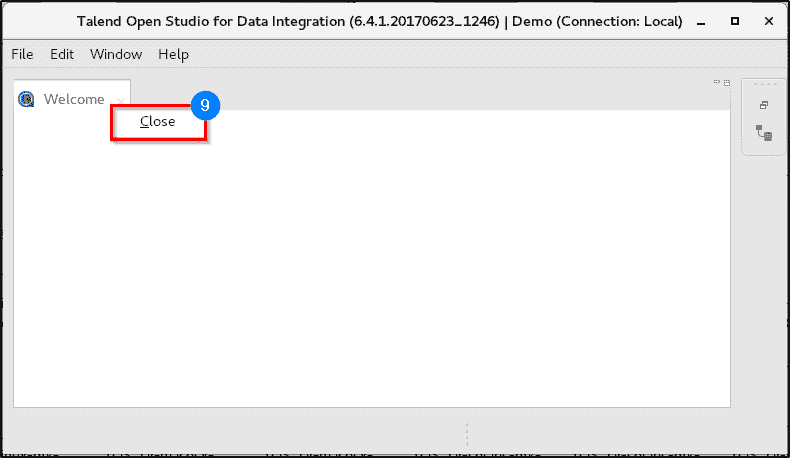 Talend Open Studio for Data Integration (6.4.1.20170623_1246) | Demo (Connection: Local)
File Edit Window Help
Welcome
9
Close